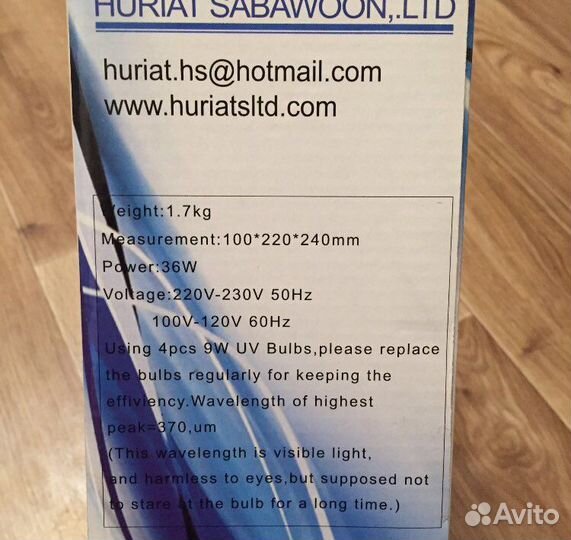 HURIAT SABAWOON,.LTD
huriat.hs@hotmail.com
www.huriatsltd.com
Weight:1.7kg
Measurement:100*220*240mm
Power:36W
Voltage:220V-230V 50Hz
100V-120V 60Hz
Using 4pcs 9W UV Bulbs,please replace
the bulbs regularly for keeping the
effiviency.Wavelength of highest
peak=370,um
(This wavelength is visible light,
and harmless to eyes,but supposed not
to stare at the bulb for a long time.)
Avito